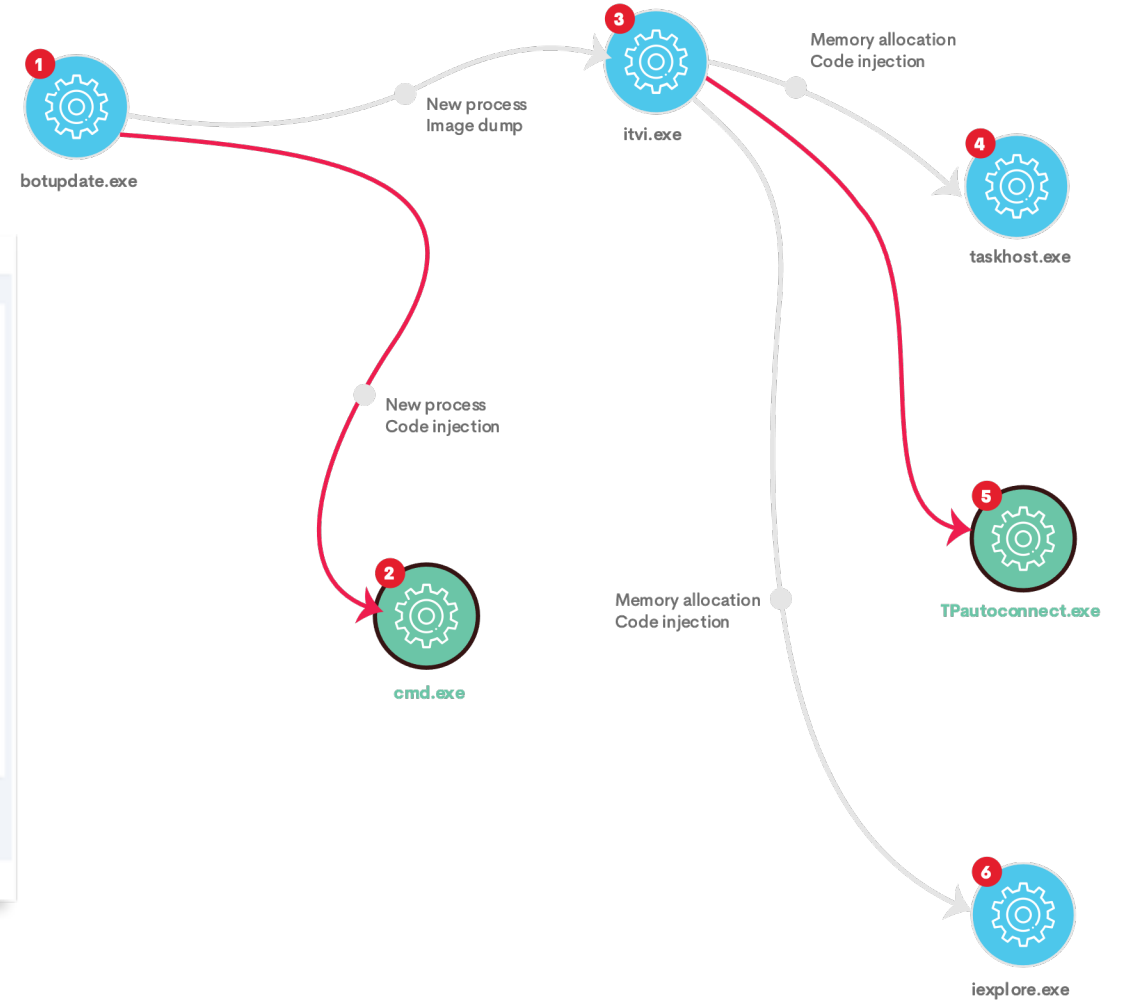 1
botupdate.exe
New process
Image dump
3
itvi.exe
Memory allocation
Code injection
4
taskhost.exe
New process
Code injection
2
cmd.exe
5
TPautoconnect.exe
Memory allocation
Code injection
6
iexplore.exe